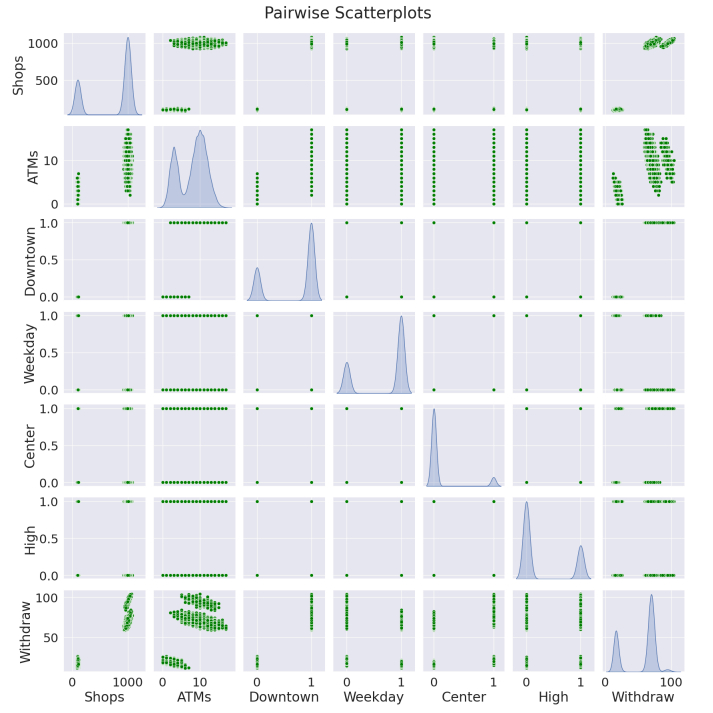 Pairwise Scatterplots
Shops
1000
500
ATMs
10
0
Downtown
1.0
0.5
0.0
Weekday
1.0
0.5
0.0
Center
1.0
0.5
0.0
High
1.0
0.5
0.0
Withdraw
100
50
0 1000 0 10 0 1 0 1 0 1 0 1 0 100
Shops ATMs Downtown Weekday Center High Withdraw